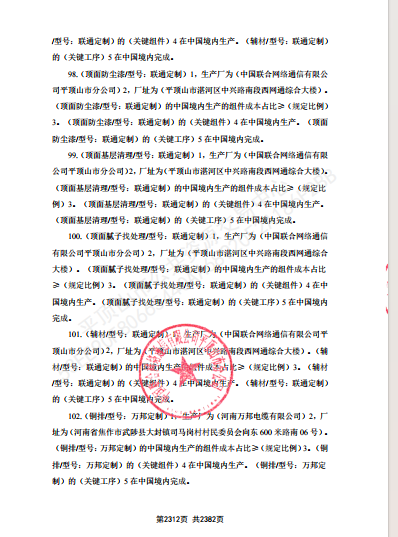 /型号：联通定制）的（关键组件）4 在中国境内生产。（辅材/型号：联通定制）
的（关键工序）5 在中国境内完成。
98.（顶面防尘漆/型号：联通定制）1，生产厂为（中国联合网络通信有限公
司平顶山市分公司）2，厂址为（平顶山市湛河区中兴路南段西网通综合大楼）。
（顶面防尘漆/型号：联通定制）的中国境内生产的组件成本占比≥（规定比例）
3。（顶面防尘漆/型号：联通定制）的（关键组件）4 在中国境内生产。（顶面
防尘漆/型号：联通定制）的（关键工序）5 在中国境内完成。
99.（顶面基层清理/型号：联通定制）1，生产厂为（中国联合网络通信有限
公司平顶山市分公司）2，厂址为（平顶山市湛河区中兴路南段西网通综合大楼）。
（顶面基层清理/型号：联通定制）的中国境内生产的组件成本占比≥（规定比
例）3。（顶面基层清理/型号：联通定制）的（关键组件）4 在中国境内生产。
（顶面基层清理/型号：联通定制）的（关键工序）5 在中国境内完成。
100.（顶面腻子找处理/型号：联通定制）1，生产厂为（中国联合网络通信
有限公司平顶山市分公司）2，厂址为（平顶山市湛河区中兴路南段西网通综合
大楼）。（顶面腻子找处理/型号：联通定制）的中国境内生产的组件成本占比
≥（规定比例）3。（顶面腻子找处理/型号：联通定制）的（关键组件）4 在中
国境内生产。（顶面腻子找处理/型号：联通定制）的（关键工序）5 在中国境内
完成。
101.（辅材/型号：联通定制）1，生产厂为（中国联合网络通信有限公司平
顶山市分公司）2，厂址为（平顶山市湛河区中兴路南段西网通综合大楼）。（辅
材/型号：联通定制）的中国境内生产的组件成本占比≥（规定比例）3。（辅材/
型号：联通定制）的（关键组件）4 在中国境内生产。（辅材/型号：联通定制）
的（关键工序）5 在中国境内完成。
102.（铜排/型号：万邦定制）1，生产厂为（河南万邦电缆有限公司）2，厂
址为（河南省焦作市武陟县大封镇司马岗村村民委员会向东 600 米路南 06 号）。
（铜排/型号：万邦定制）的中国境内生产的组件成本占比≥（规定比例）3。（铜
排/型号：万邦定制）的（关键组件）4 在中国境内生产。（铜排/型号：万邦定
制）的（关键工序）5 在中国境内完成。
第2312页 共2382页